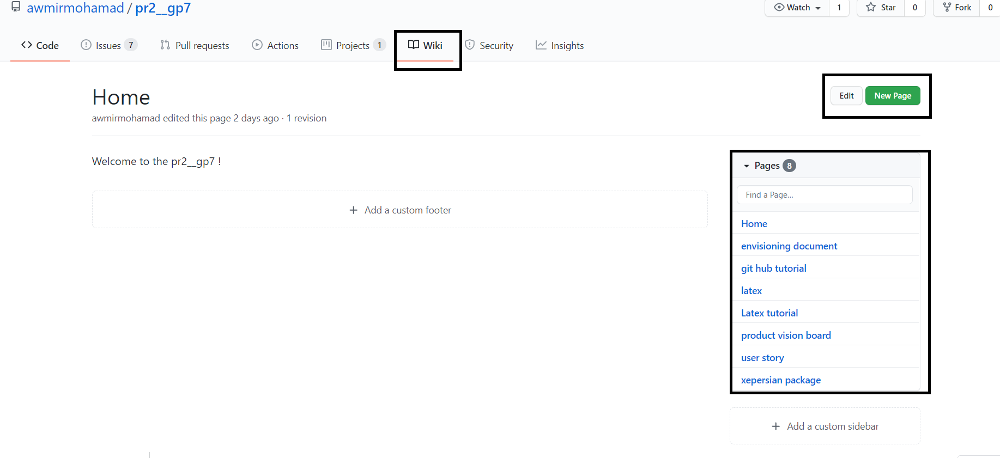 awmirmohamad / pr2__gp7
Watch 1 Star 0 Fork 0
Code Issues 7 Pull requests Actions Projects 1 Wiki Security Insights
Home
Edit New Page
awmirmohamad edited this page 2 days ago · 1 revision
Welcome to the pr2__gp7 !
Pages 8
Find a Page...
+ Add a custom footer
Home
envisioning document
git hub tutorial
latex
Latex tutorial
product vision board
user story
xepersian package
+ Add a custom sidebar